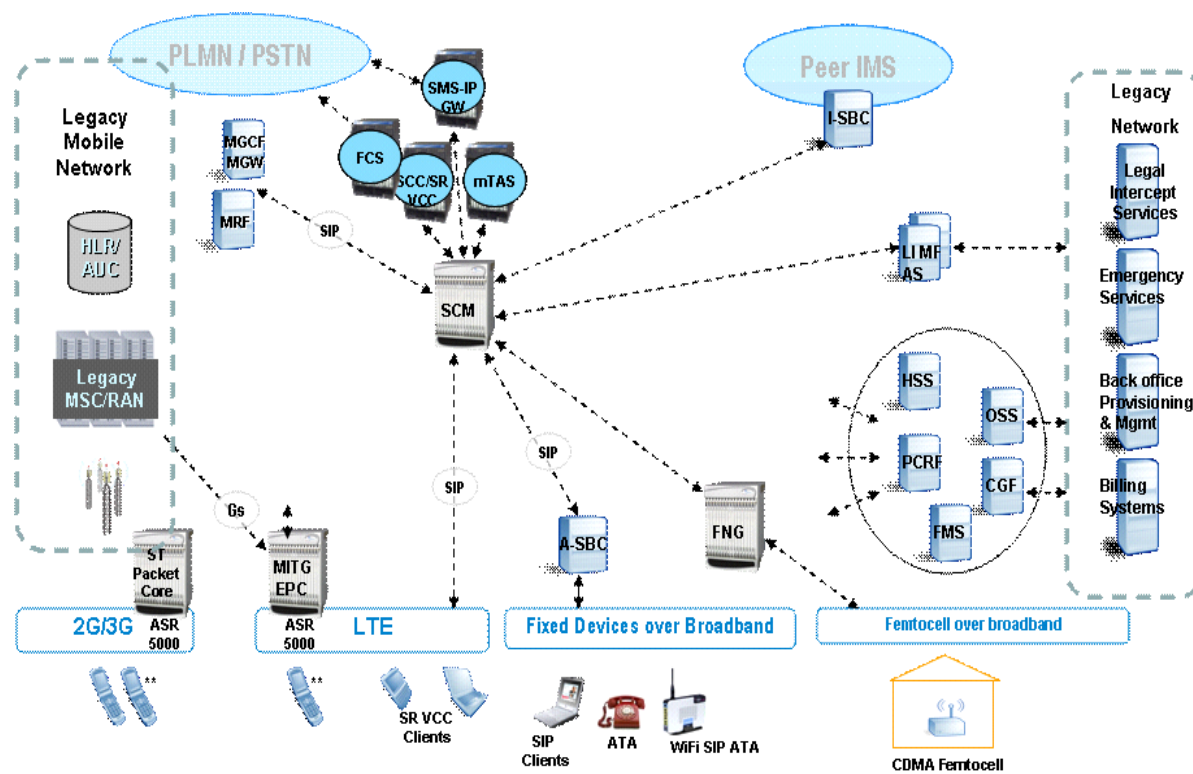 PLMN / PSTN
Peer IMS
Legacy
Mobile
Network
HLR/
AUC
Legacy
MSC/RAN
MGCF
MGW
MRF
SMS-IP
GW
FCS
SCC/SR
VCC
mTAS
SIP
SCM
I-SBC
LI MF
AS
Legacy
Network
Legal
Intercept
Services
Emergency
Services
Back office
Provisioning
& Mgmt
Billing
Systems
HSS
OSS
PCRF
CGF
FMS
SIP
SIP
Gs
ST
Packet
Core
MITG
EPC
A-SBC
FNG
2G/3G
ASR
5000
ASR
5000
LTE
Fixed Devices over Broadband
Femtocell over broadband
**
**
SR VCC
Clients
SIP
Clients
ATA
WiFi SIP ATA
CDMA Femtocell